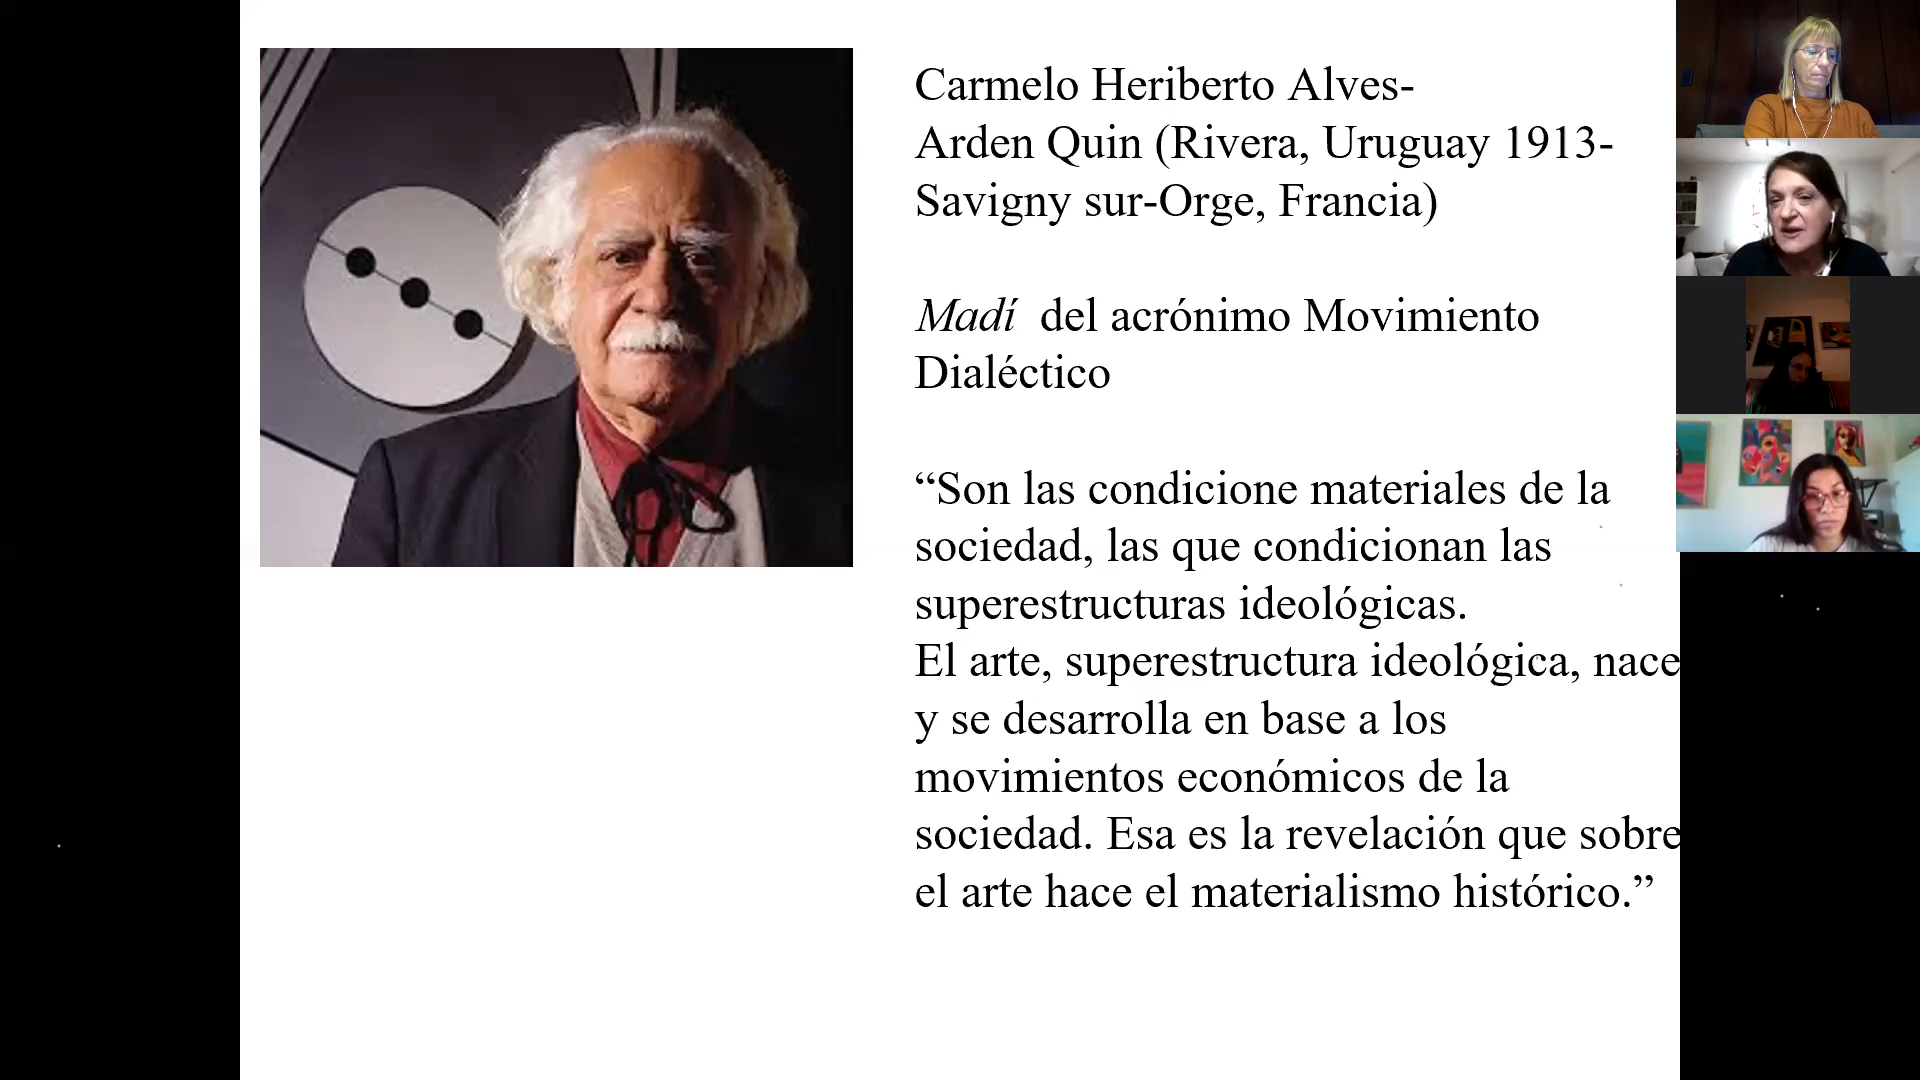 Carmelo Heriberto Alves-
Arden Quin (Rivera, Uruguay 1913-
Savigny sur-Orge, Francia)
Madí del acrónimo Movimiento
Dialéctico
“Son las condicione materiales de la
sociedad, las que condicionan las
superestructuras ideológicas.
El arte, superestructura ideológica, nace
y se desarrolla en base a los
movimientos económicos de la
sociedad. Esa es la revelación que sobre
el arte hace el materialismo histórico.”